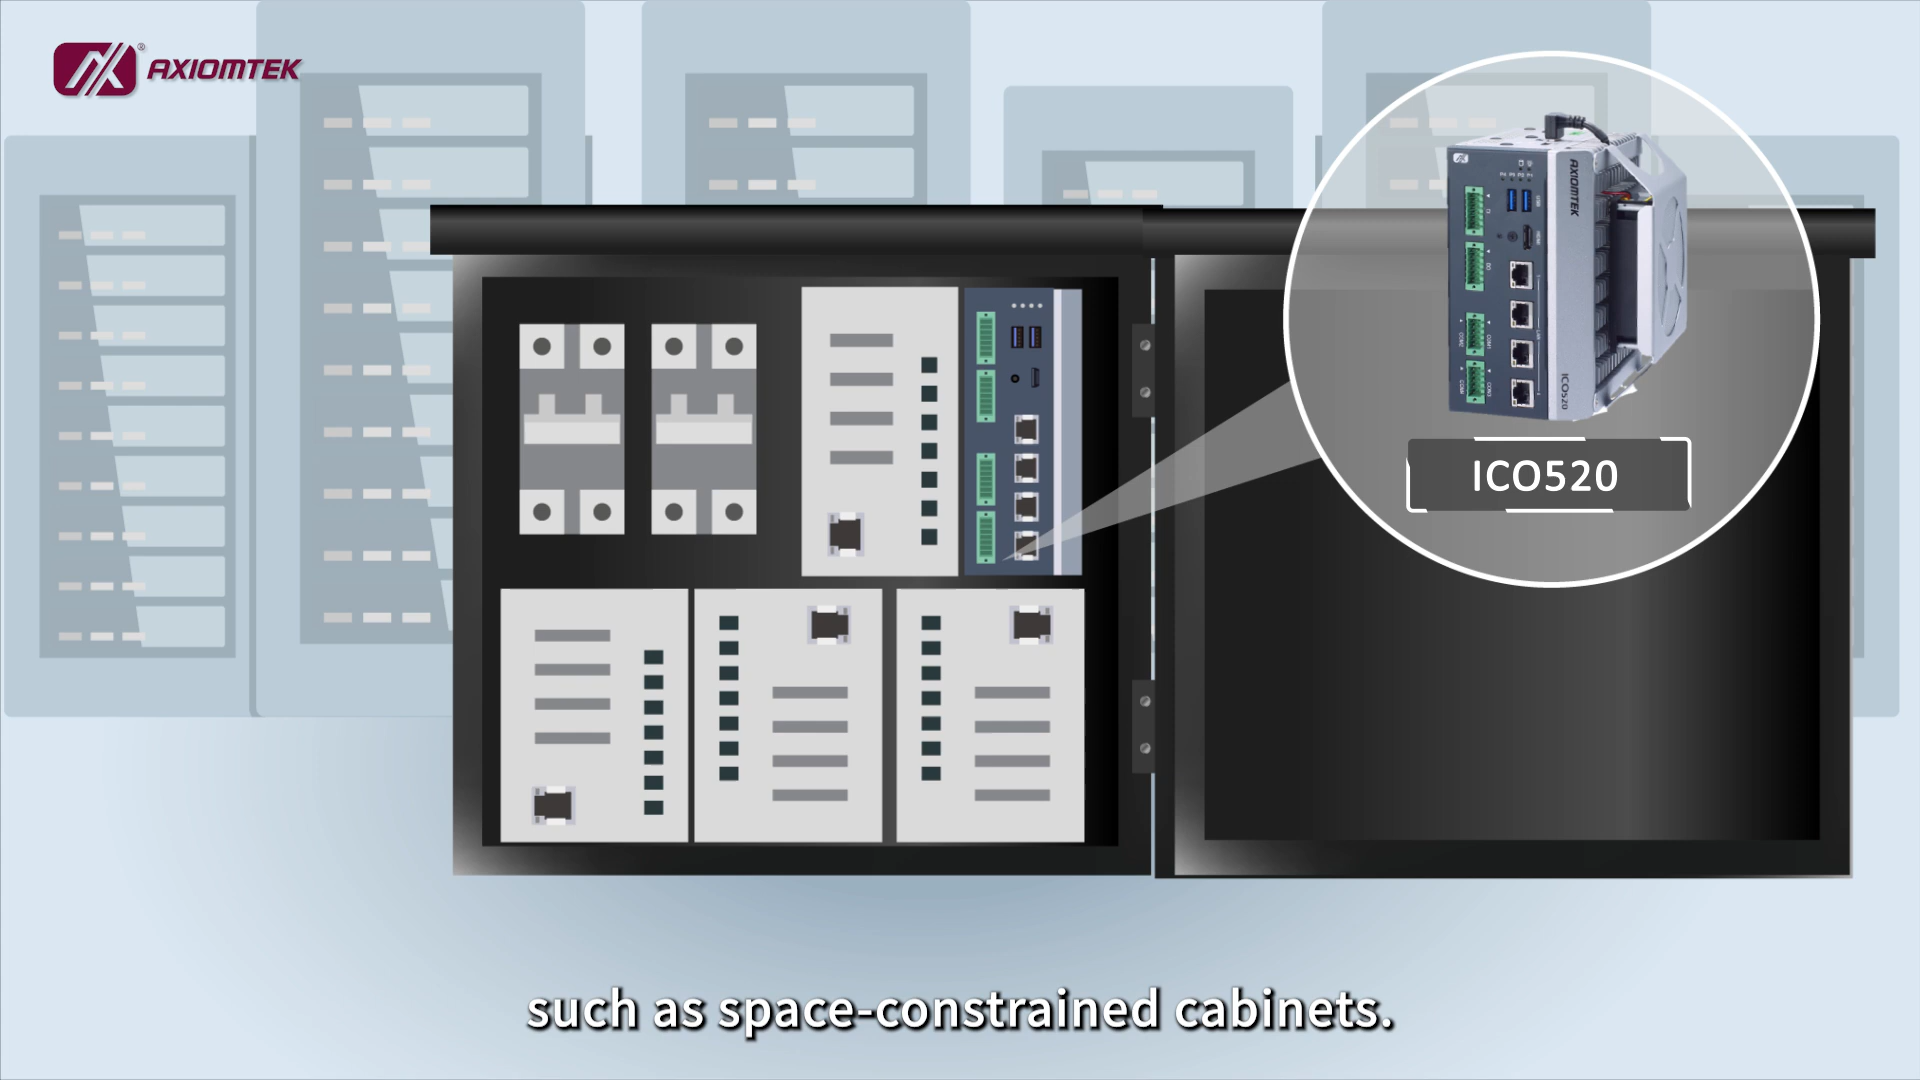 AXIOMTEK
AXIOMTEK
ICO520
ICO520
such as space-constrained cabinets.